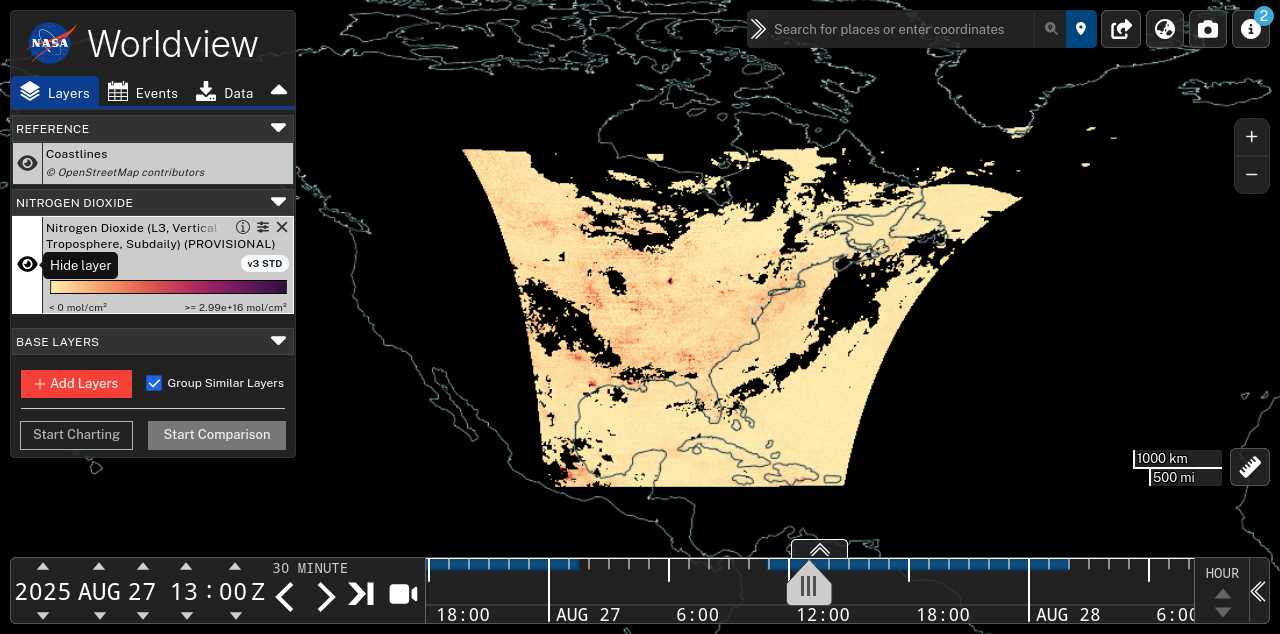 NASA
Worldview
Layers
Events
Data
REFERENCE
Coastlines
© OpenStreetMap contributors
NITROGEN DIOXIDE
Nitrogen Dioxide (L3, Vertical
Troposphere, Subdaily) (PROVISIONAL)
Hide layer
v3 STD
< 0 mol/cm²
>= 2.99e+16 mol/cm²
BASE LAYERS
+ Add Layers
Group Similar Layers
Start Charting
Start Comparison
Search for places or enter coordinates
2
+
−
1000 km
500 mi
2025 AUG 27 13 : 00 Z
30 MINUTE
18:00
AUG 27
6:00
12:00
18:00
AUG 28
6:00
HOUR